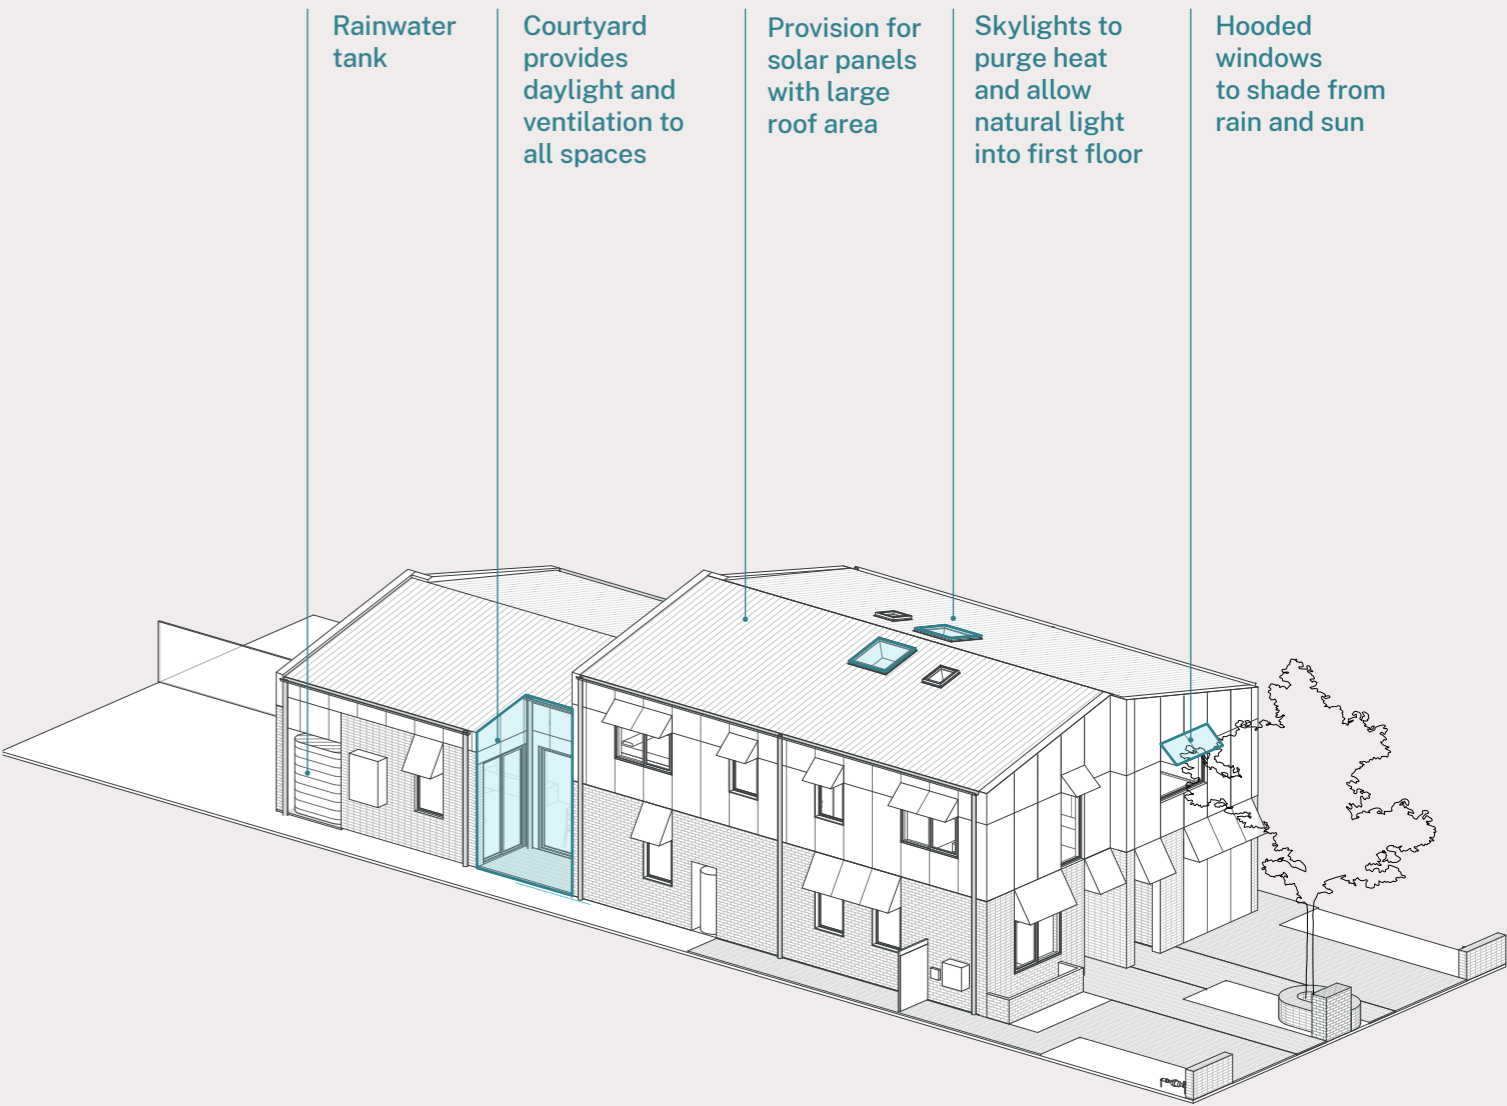 Rainwater
tank
Courtyard
provides
daylight and
ventilation to
all spaces
Provision for
solar panels
with large
roof area
Skylights to
purge heat
and allow
natural light
into first floor
Hooded
windows
to shade from
rain and sun